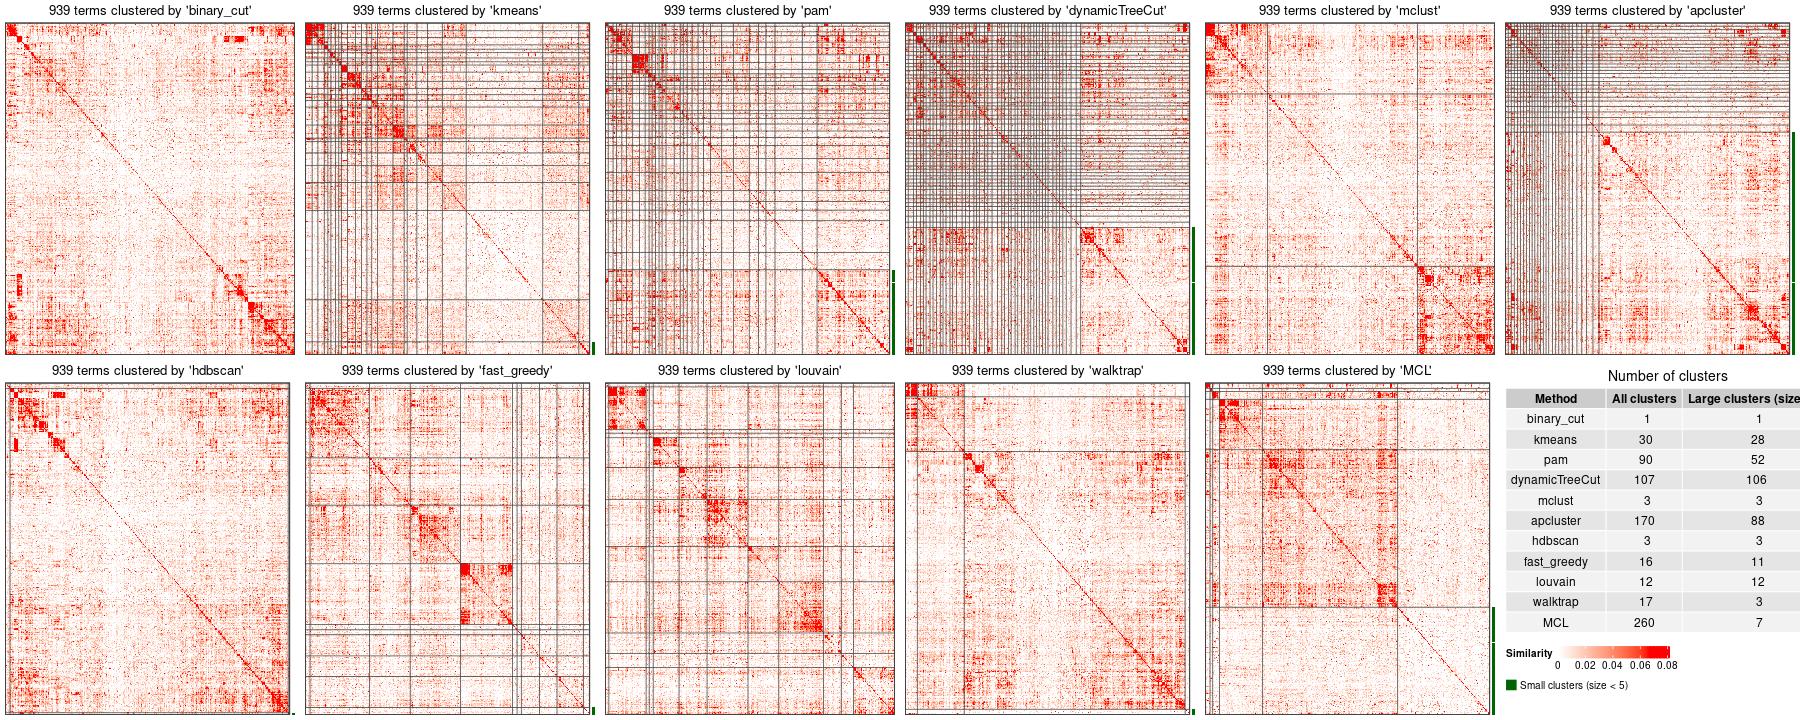 939 terms clustered by 'binary_cut'
939 terms clustered by 'kmeans'
939 terms clustered by 'pam'
939 terms clustered by 'dynamicTreeCut'
939 terms clustered by 'mclust'
939 terms clustered by 'apcluster'
939 terms clustered by 'hdbscan'
939 terms clustered by 'fast_greedy'
939 terms clustered by 'louvain'
939 terms clustered by 'walktrap'
939 terms clustered by 'MCL'
Number of clusters
Method All clusters Large clusters (size
binary_cut 1 1
kmeans 30 28
pam 90 52
dynamicTreeCut 107 106
mclust 3 3
apcluster 170 88
hdbscan 3 3
fast_greedy 16 11
louvain 12 12
walktrap 17 3
MCL 260 7
Similarity
0 0.02 0.04 0.06 0.08
Small clusters (size < 5)